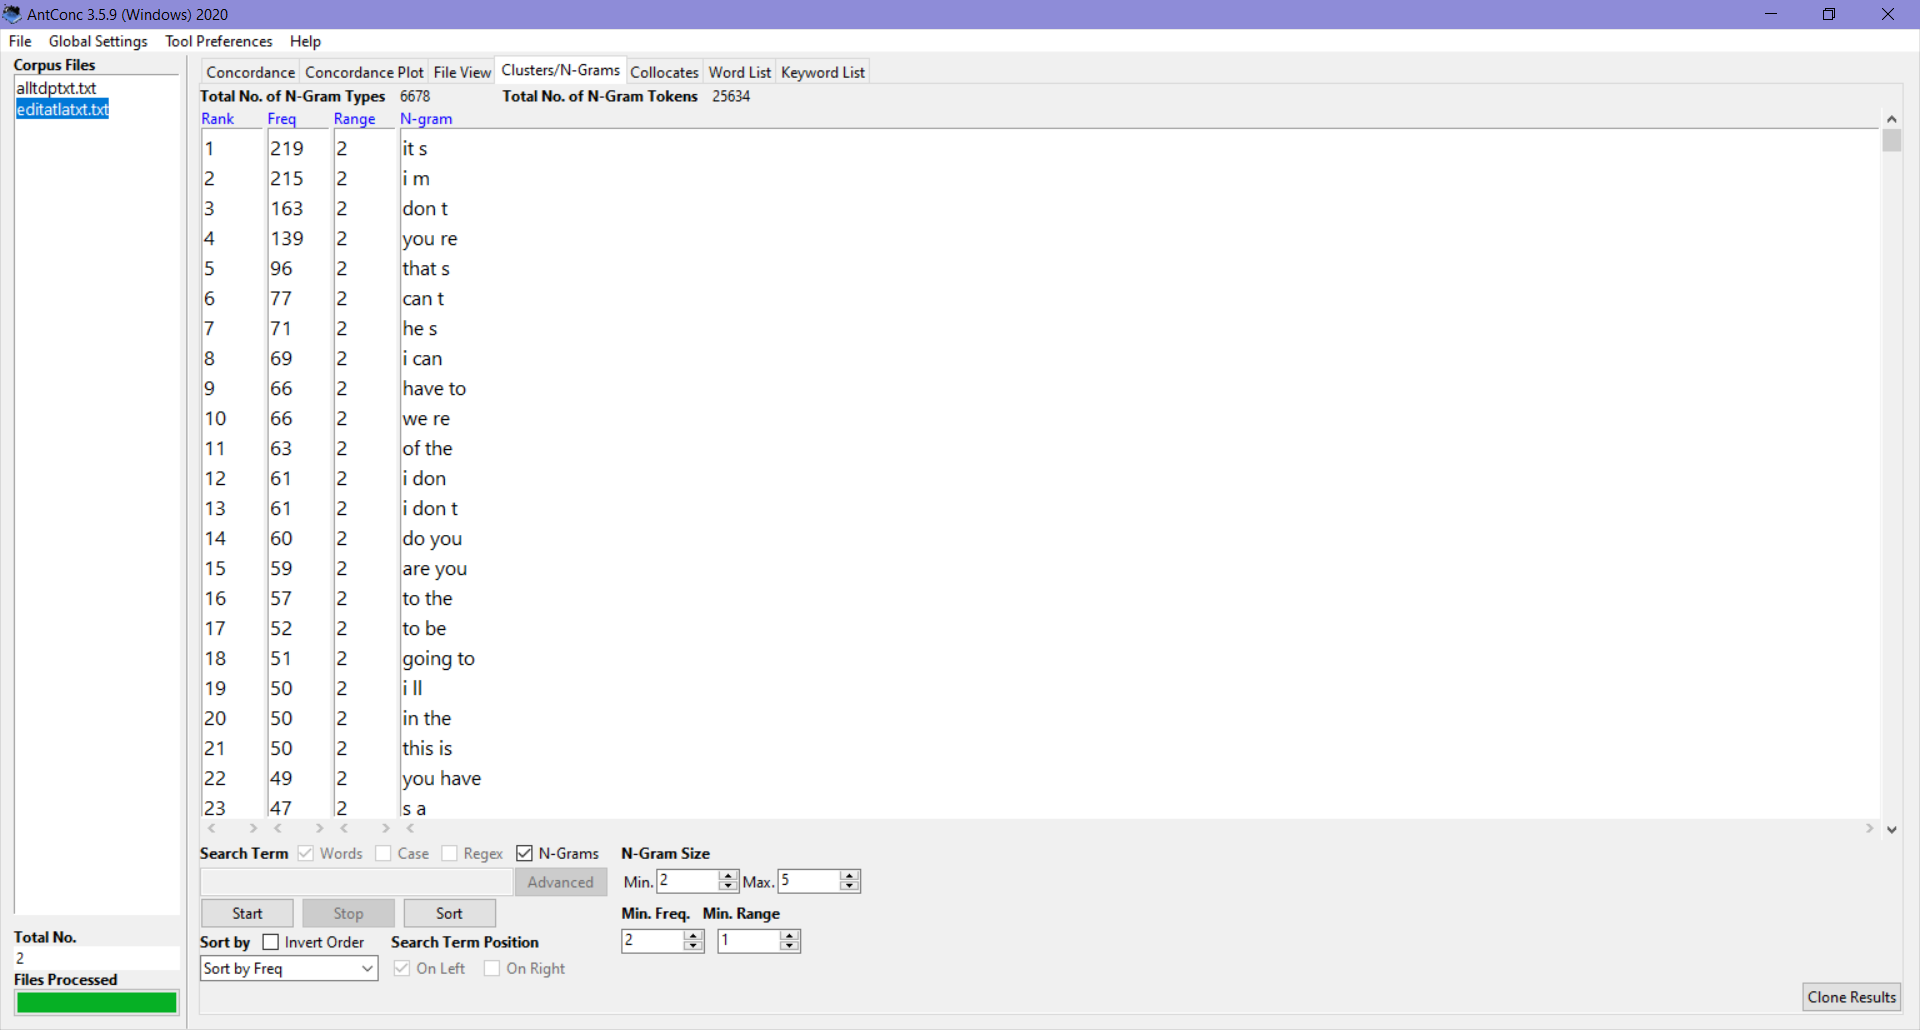 AntConc 3.5.9 (Windows) 2020
File Global Settings Tool Preferences Help
Corpus Files
alltdptxt.txt
editatlatxt.txt
Concordance Concordance Plot File View Clusters/N-Grams Collocates Word List Keyword List
Total No. of N-Gram Types 6678 Total No. of N-Gram Tokens 25634
Rank Freq Range N-gram
1 219 2 it s
2 215 2 i m
3 163 2 don t
4 139 2 you re
5 96 2 that s
6 77 2 can t
7 71 2 he s
8 69 2 i can
9 66 2 have to
10 66 2 we re
11 63 2 of the
12 61 2 i don
13 61 2 i don t
14 60 2 do you
15 59 2 are you
16 57 2 to the
17 52 2 to be
18 51 2 going to
19 50 2 i ll
20 50 2 in the
21 50 2 this is
22 49 2 you have
23 47 2 s a
Search Term Words Case Regex N-Grams N-Gram Size
Advanced Min. 2 Max. 5
Start Stop Sort Min. Freq. Min. Range
Total No. Sort by Invert Order Search Term Position 2 1
2
Sort by Freq On Left On Right
Files Processed
Clone Results